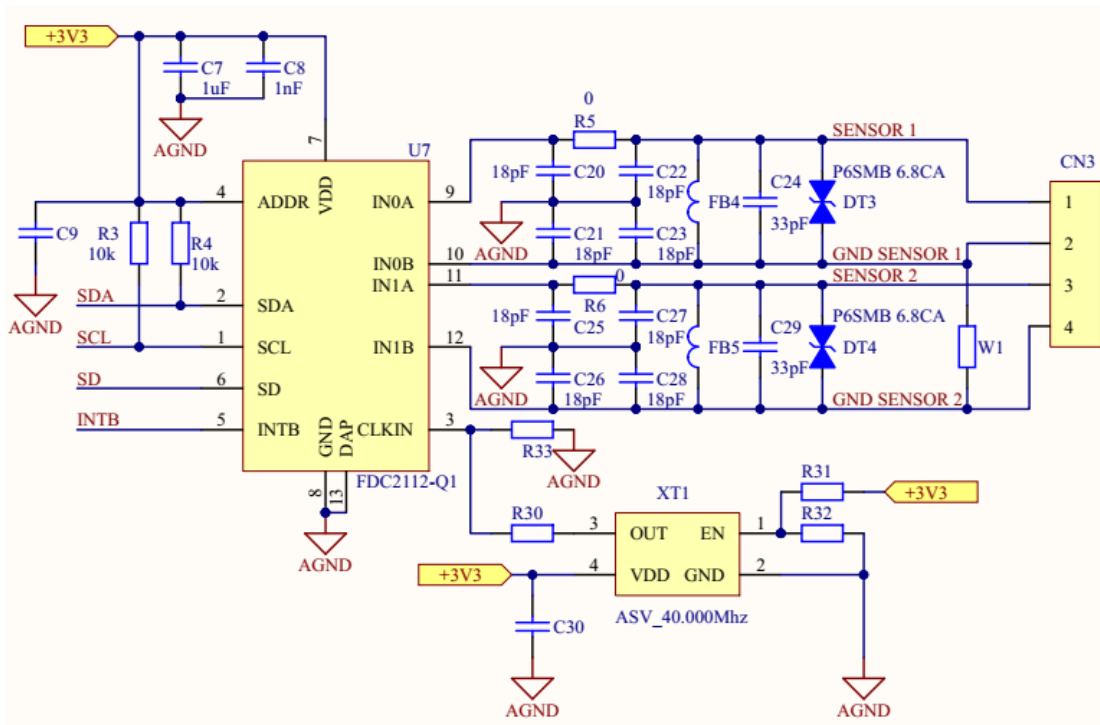 +3V3
C7
1uF
C8
1nF
AGND
7
U7
VDD
4
ADDR
IN0A
9
C9
R3
10k
R4
10k
AGND
SDA
2
SDA
SCL
1
SCL
SD
6
SD
INTB
5
INTB
IN0B
10
IN1A
11
IN1B
12
CLKIN
3
GND
DAP
8
13
FDC2112-Q1
AGND
0
R5
18pF
C20
C22
18pF
AGND
C21
18pF
C23
18pF
FB4
C24
33pF
SENSOR 1
P6SMB 6.8CA
DT3
GND SENSOR 1
CN3
1
2
3
4
0
R6
SENSOR 2
18pF
C25
C27
18pF
AGND
C26
18pF
C28
18pF
FB5
C29
33pF
P6SMB 6.8CA
DT4
W1
GND SENSOR 2
R33
AGND
R30
XT1
3
OUT
EN
1
4
VDD
GND
2
ASV_40.000Mhz
R31
+3V3
R32
+3V3
C30
AGND
AGND